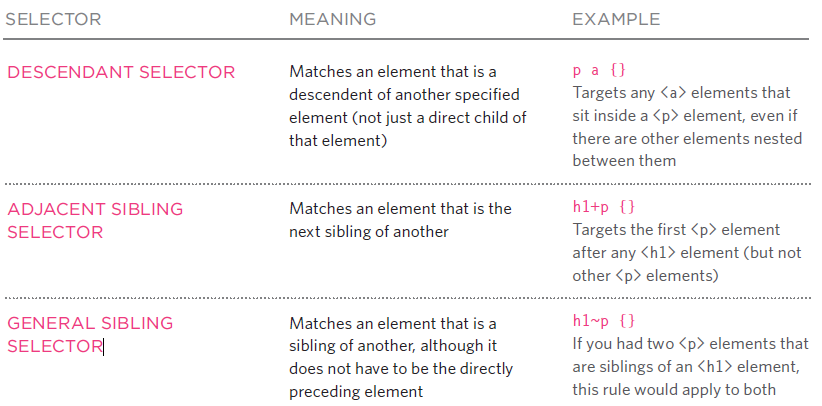 SELECTOR MEANING EXAMPLE
DESCENDANT SELECTOR
Matches an element that is a
descendent of another specified
element (not just a direct child of
that element)
p a {}
Targets any <a> elements that
sit inside a <p> element, even if
there are other elements nested
between them
ADJACENT SIBLING
SELECTOR
Matches an element that is the
next sibling of another
h1+p {}
Targets the first <p> element
after any <h1> element (but not
other <p> elements)
GENERAL SIBLING
SELECTOR
Matches an element that is a
sibling of another, although it
does not have to be the directly
preceding element
h1~p {}
If you had two <p> elements that
are siblings of an <h1> element,
this rule would apply to both